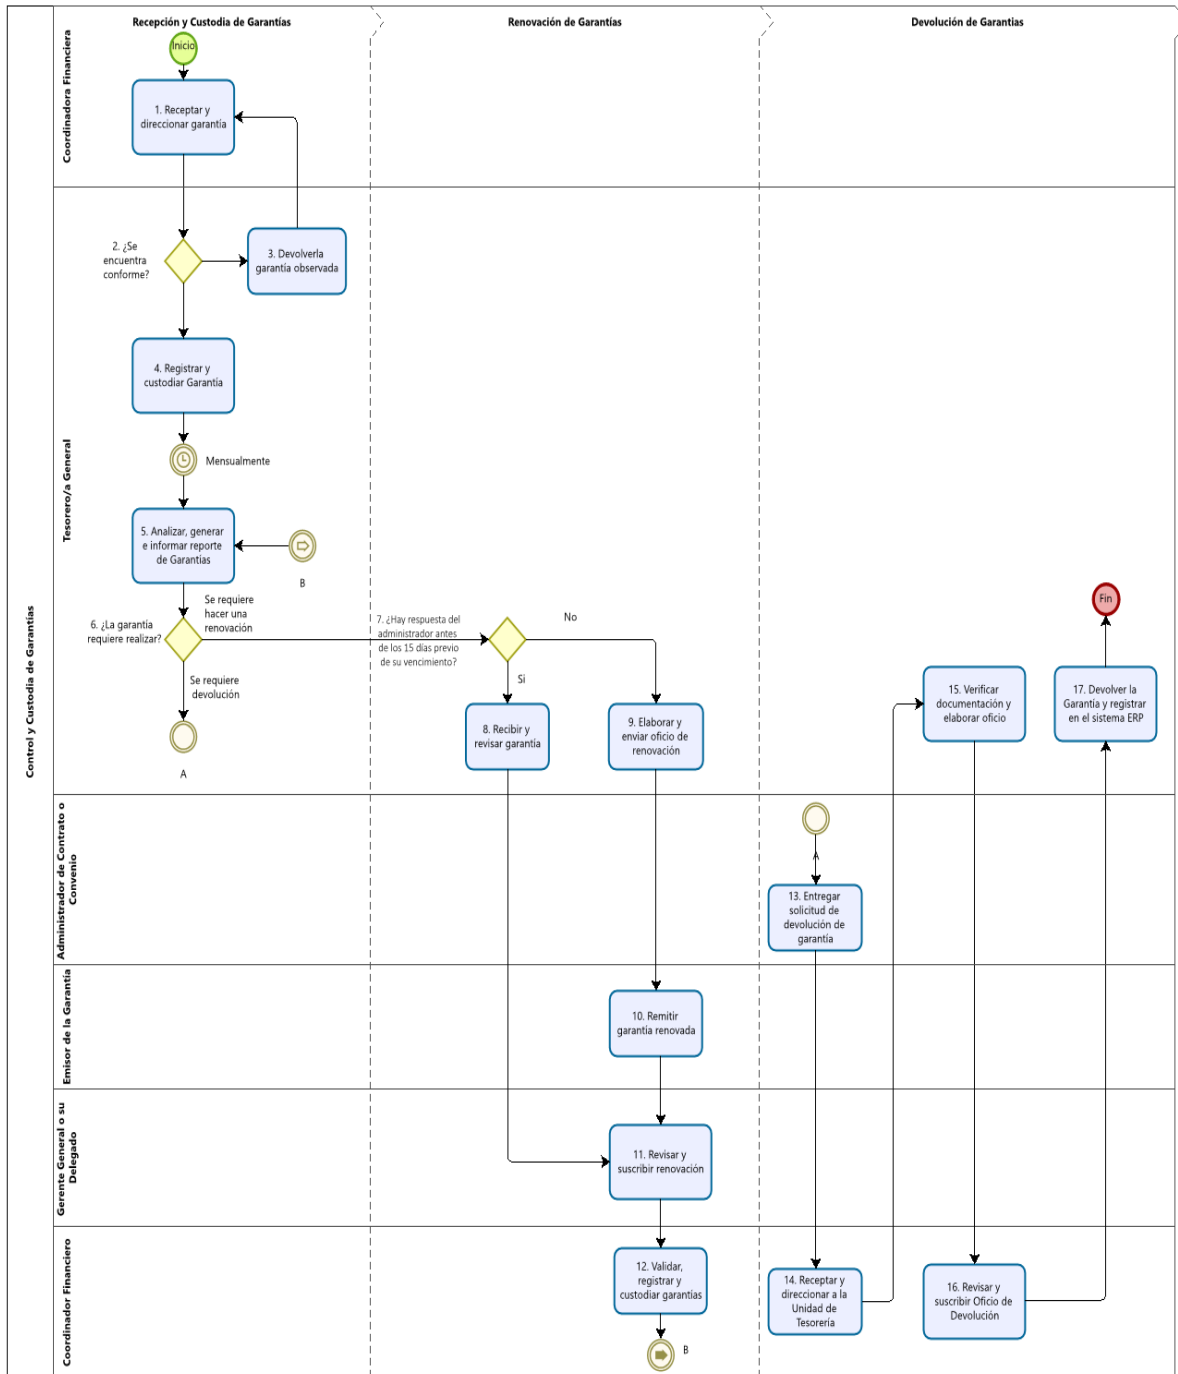 Recepción y Custodia de Garantías
Renovación de Garantías
Devolución de Garantias
Control y Custodia de Garantías
Coordinadora Financiera
Inicio
1. Receptar y
direccionar garantía
Tesorero/a General
2. ¿Se
encuentra
conforme?
3. Devolverla
garantía observada
4. Registrar y
custodiar Garantía
Mensualmente
5. Analizar, generar
e informar reporte
de Garantías
B
6. ¿La garantía
requiere realizar?
Se requiere
hacer una
renovación
Se requiere
devolución
A
7. ¿Hay respuesta del
administrador antes
de los 15 días previo
de su vencimiento?
No
Si
8. Recibir y
revisar garantía
9. Elaborar y
enviar oficio de
renovación
15. Verificar
documentación y
elaborar oficio
17. Devolver la
Garantía y registrar
en el sistema ERP
Fin
Administrador de Contrato o
Convenio
A
13. Entregar
solicitud de
devolución de
garantía
Emisor de la Garantía
10. Remitir
garantía renovada
Gerente General o su
Delegado
11. Revisar y
suscribir renovación
Coordinador Financiero
12. Validar,
registrar y
custodiar garantías
B
14. Receptar y
direccionar a la
Unidad de
Tesorería
16. Revisar y
suscribir Oficio de
Devolución